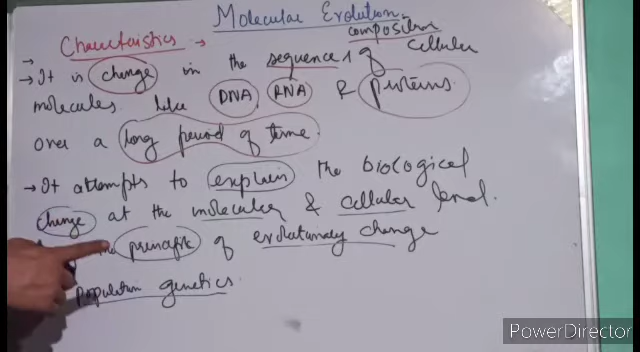 Molecular Evolution
Charcteristics →
composition
→ It is change in the sequence 1 of cellular
molecules like DNA, RNA & proteins
over a long period of time.
→ It attempts to explain the biological
change at the molecular & cellular level.
principle of evolutionary change
population genetics.
PowerDirector